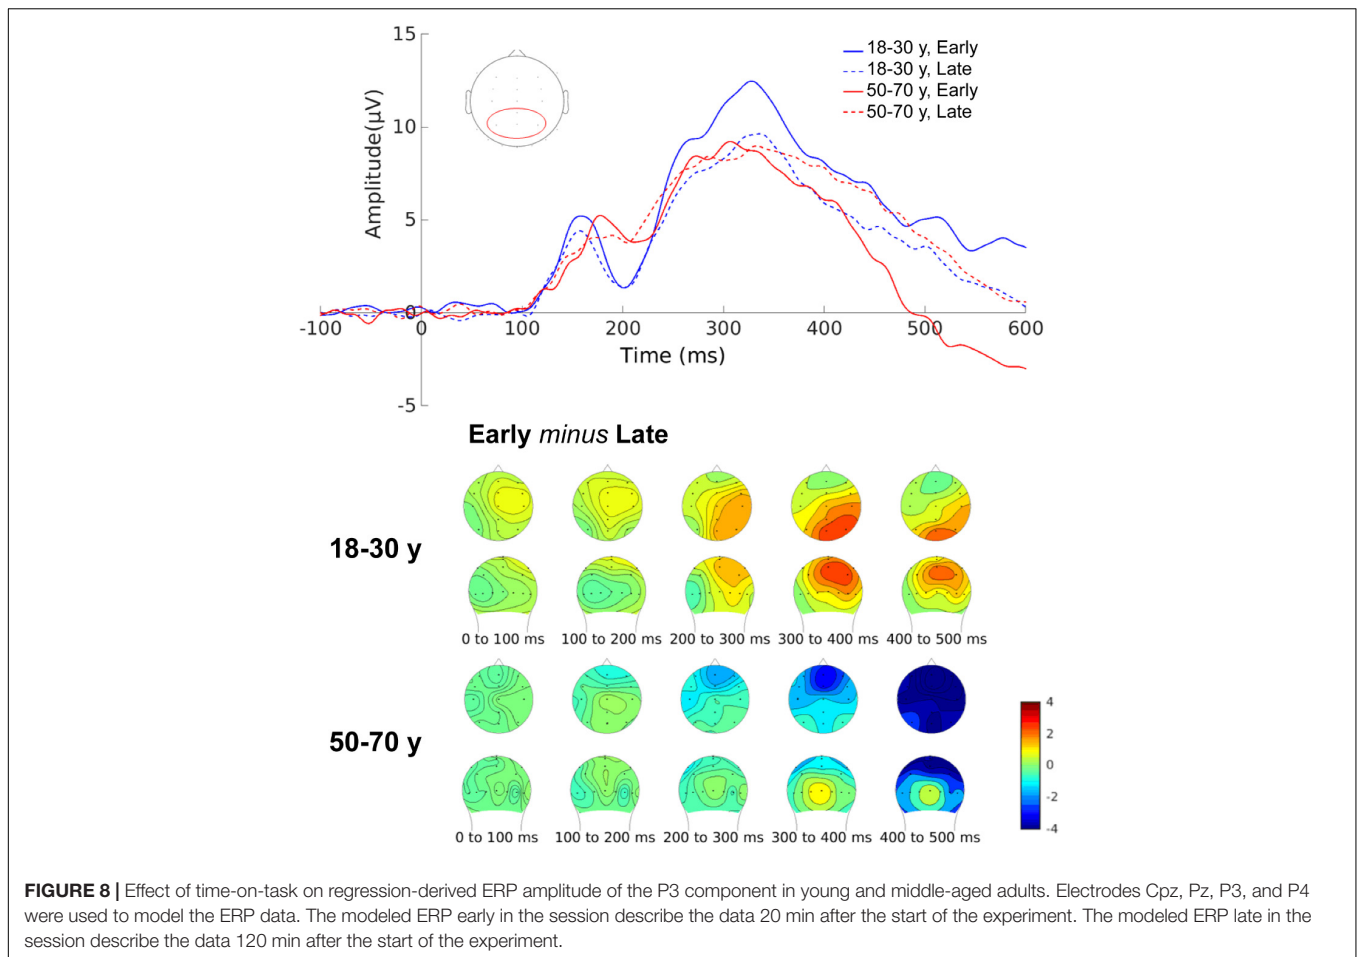 15
10
5
0
-5
Amplitude(µV)
18-30 y, Early
18-30 y, Late
50-70 y, Early
50-70 y, Late
-100 0 100 200 300 400 500 600
Time (ms)
Early minus Late
18-30 y
0 to 100 ms 100 to 200 ms 200 to 300 ms 300 to 400 ms 400 to 500 ms
50-70 y
4
2
0
-2
-4
0 to 100 ms 100 to 200 ms 200 to 300 ms 300 to 400 ms 400 to 500 ms
FIGURE 8 | Effect of time-on-task on regression-derived ERP amplitude of the P3 component in young and middle-aged adults. Electrodes Cpz, Pz, P3, and P4
were used to model the ERP data. The modeled ERP early in the session describe the data 20 min after the start of the experiment. The modeled ERP late in the
session describe the data 120 min after the start of the experiment.